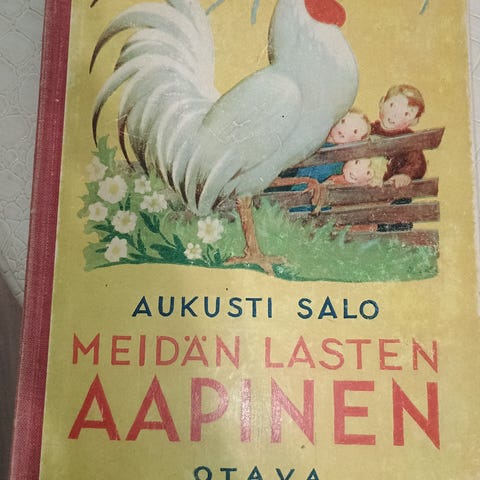 AUKUSTI SALO
MEIDÄN LASTEN
AAPINEN
OTAVA